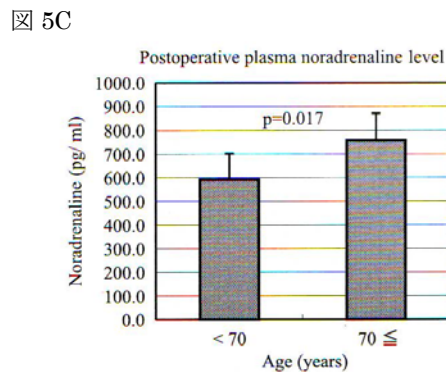 図 5C
Postoperative plasma noradrenaline level
1000.0
900.0
800.0
700.0
600.0
500.0
400.0
300.0
200.0
100.0
0.0
Noradrenaline (pg/ ml)
p=0.017
< 70
70 ≦
Age (years)